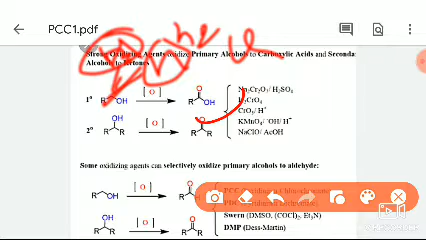 PCC1.pdf
Strong Oxidizing Agents oxidize Primary Alcohols to Carboxylic Acids and Seconda
Alcohols to Ketones
1° R OH [ O ] O R OH Na₂Cr₂O₇/ H₂SO₄
H₂CrO₄
CrO₃/ H⁺
OH [ O ] KMnO₄/ ⁻OH/ H⁺
2° R R R R NaClO/ AcOH
Some oxidizing agents can selectively oxidize primary alcohols to aldehyde:
R OH [ O ] O R H PCC
PDC
OH [ O ] O Swern (DMSO, (COCl)₂, Et₃N)
R R R R DMP (Dess-Martin)